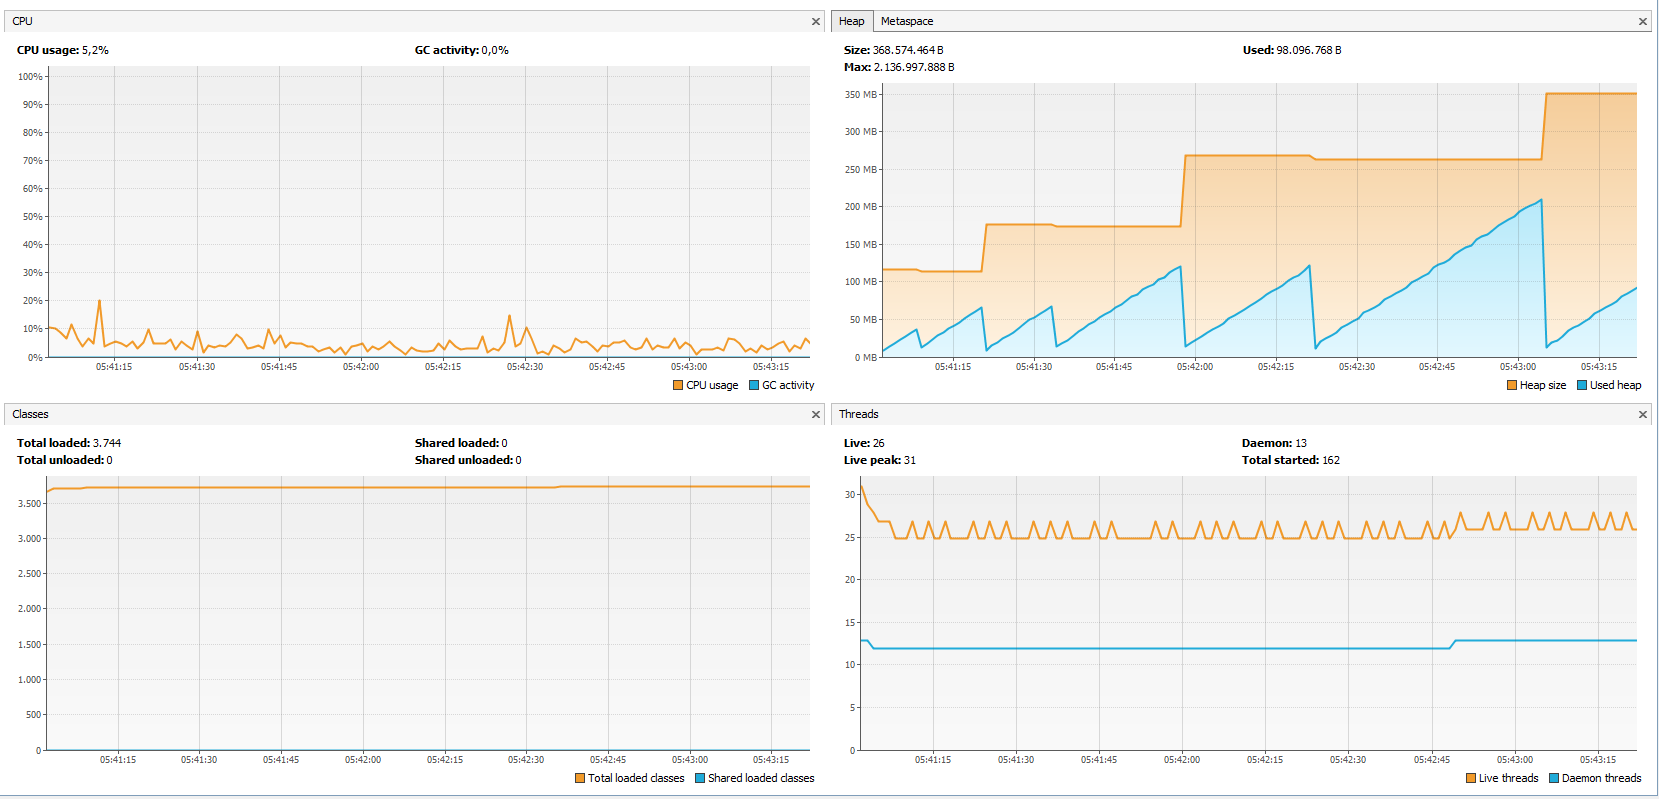 CPU
CPU usage: 5,2% GC activity: 0,0%
100%
90%
80%
70%
60%
50%
40%
30%
20%
10%
0%
05:41:15 05:41:30 05:41:45 05:42:00 05:42:15 05:42:30 05:42:45 05:43:00 05:43:15
CPU usage GC activity
Heap Metaspace
Size: 368.574.464 B Used: 98.096.768 B
Max: 2.136.997.888 B
350 MB
300 MB
250 MB
200 MB
150 MB
100 MB
50 MB
0 MB
05:41:15 05:41:30 05:41:45 05:42:00 05:42:15 05:42:30 05:42:45 05:43:00 05:43:15
Heap size Used heap
Classes
Total loaded: 3.744 Shared loaded: 0
Total unloaded: 0 Shared unloaded: 0
3.500
3.000
2.500
2.000
1.500
1.000
500
0
05:41:15 05:41:30 05:41:45 05:42:00 05:42:15 05:42:30 05:42:45 05:43:00 05:43:15
Total loaded classes Shared loaded classes
Threads
Live: 26 Daemon: 13
Live peak: 31 Total started: 162
30
25
20
15
10
5
0
05:41:15 05:41:30 05:41:45 05:42:00 05:42:15 05:42:30 05:42:45 05:43:00 05:43:15
Live threads Daemon threads